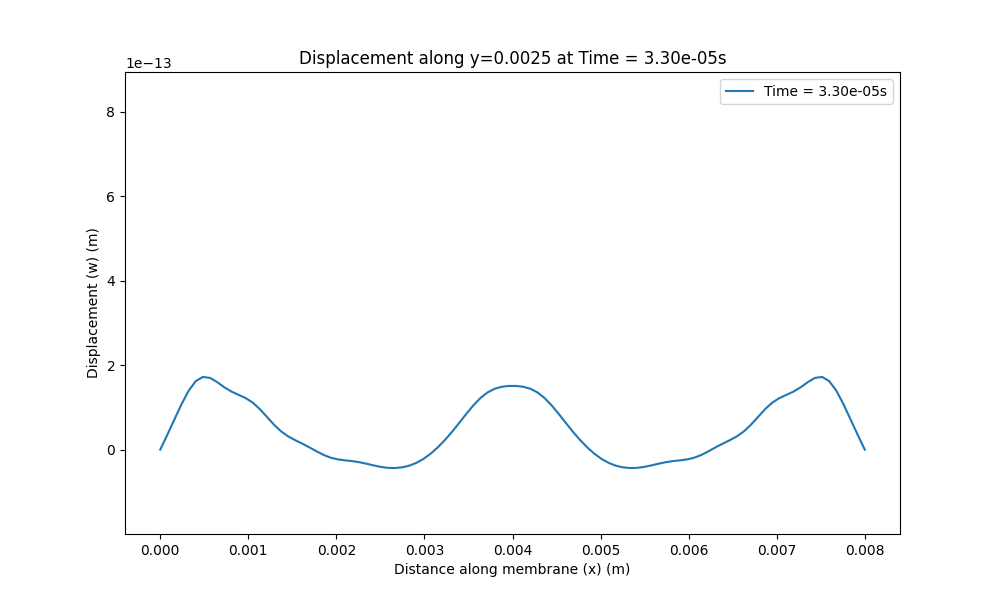 Displacement along y=0.0025 at Time = 3.30e-05
1e−13
Time = 3.30e-05s
8
6
4
2
0
Displacement (w) (m)
0.000 0.001 0.002 0.003 0.004 0.005 0.006 0.007 0.008
Distance along membrane (x) (m)